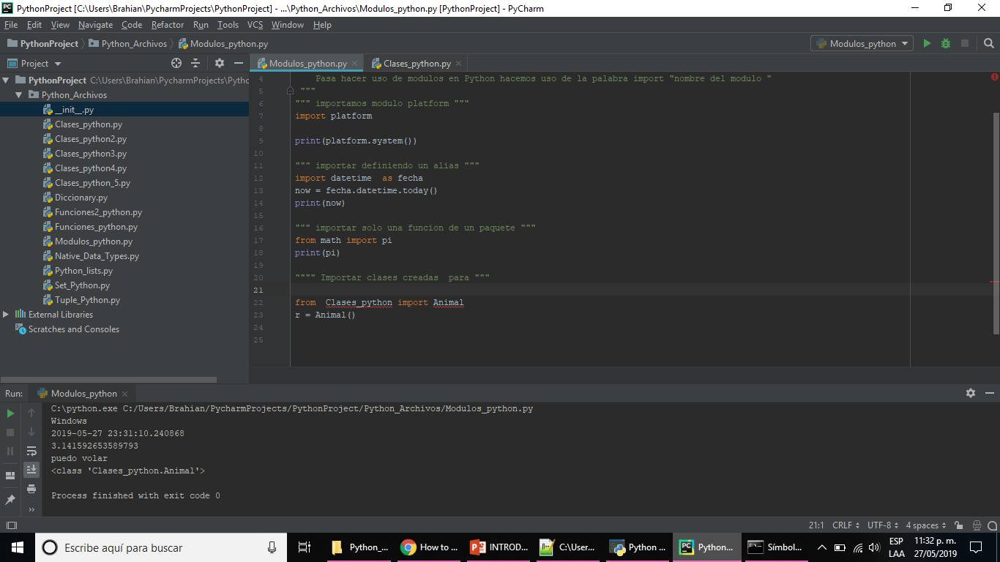 PythonProject [C:\Users\Brahian\PycharmProjects\PythonProject] - ...\Python_Archivos\Modulos_python.py [PythonProject] - PyCharm
File Edit View Navigate Code Refactor Run Tools VCS Window Help
PythonProject Python_Archivos Modulos_python.py Modulos_python
Project Modulos_python.py Clases_python.py
PythonProject C:\Users\Brahian\PycharmProjects\PythonProject
Python_Archivos
__init__.py
Clases_python.py
Clases_python2.py
Clases_python3.py
Clases_python4.py
Clases_python_5.py
Diccionary.py
Funciones2_python.py
Funciones_python.py
Modulos_python.py
Native_Data_Types.py
Python_lists.py
Set_Python.py
Tuple_Python.py
External Libraries
Scratches and Consoles
4 Pasa hacer uso de modulos en Python hacemos uso de la palabra import "nombre del modulo "
5 """
6 """ importamos modulo platform """
7 import platform
8
9 print(platform.system())
10
11 """ importar definiendo un alias """
12 import datetime  as fecha
13 now = fecha.datetime.today()
14 print(now)
15
16 """ importar solo una funcion de un paquete """
17 from math import pi
18 print(pi)
19
20 """" Importar clases creadas  para """
21
22 from  Clases_python import Animal
23 r = Animal()
24
25
Run: Modulos_python
C:\python.exe C:/Users/Brahian/PycharmProjects/PythonProject/Python_Archivos/Modulos_python.py
Windows
2019-05-27 23:31:10.240868
3.141592653589793
puedo volar
<class 'Clases_python.Animal'>
Process finished with exit code 0
21:1 CRLF UTF-8 4 spaces
Escribe aquí para buscar
Python_...
How to ...
INTROD...
C:\User...
Python ...
Python...
Símbol...
ESP
LAA
11:32 p. m.
27/05/2019